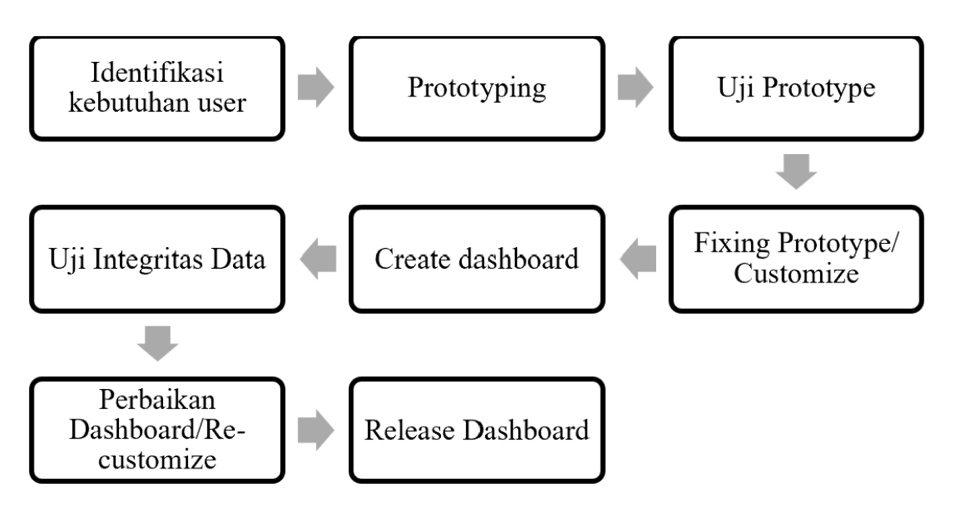 Identifikasi
kebutuhan user
Prototyping
Uji Prototype
Fixing Prototype/
Customize
Create dashboard
Uji Integritas Data
Perbaikan
Dashboard/Re-
customize
Release Dashboard